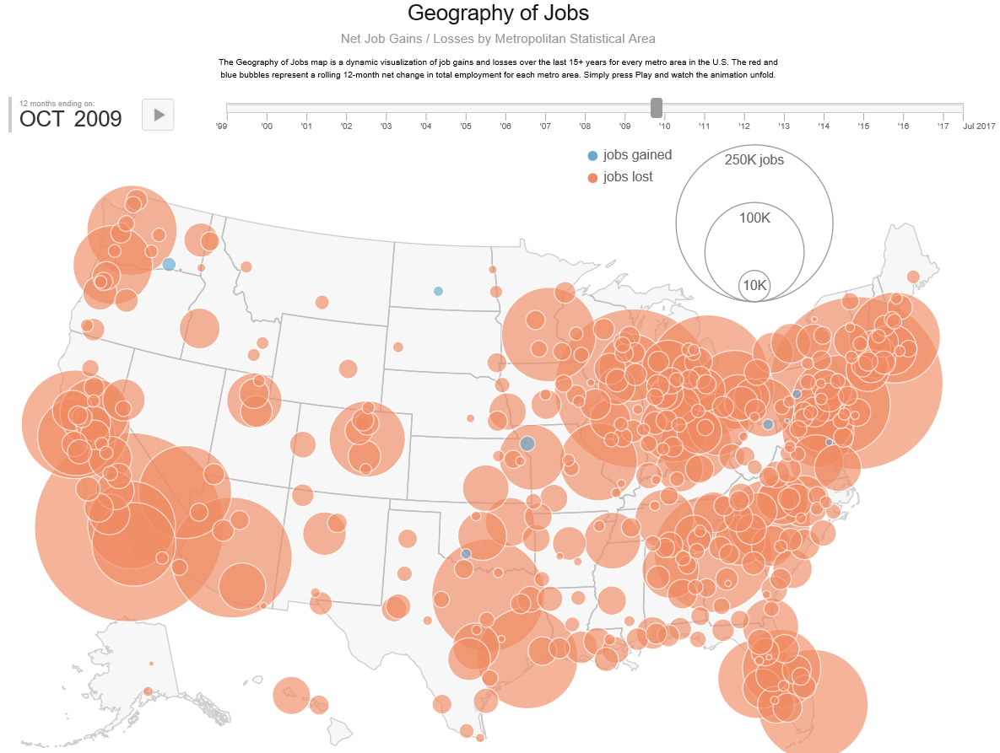 Geography of Jobs
Net Job Gains / Losses by Metropolitan Statistical Area
The Geography of Jobs map is a dynamic visualization of job gains and losses over the last 15+ years for every metro area in the U.S. The red and
blue bubbles represent a rolling 12-month net change in total employment for each metro area. Simply press Play and watch the animation unfold.
12 months ending on:
OCT 2009
'99 '00 '01 '02 '03 '04 '05 '06 '07 '08 '09 '10 '11 '12 '13 '14 '15 '16 '17 Jul 2017
jobs gained
jobs lost
250K jobs
100K
10K